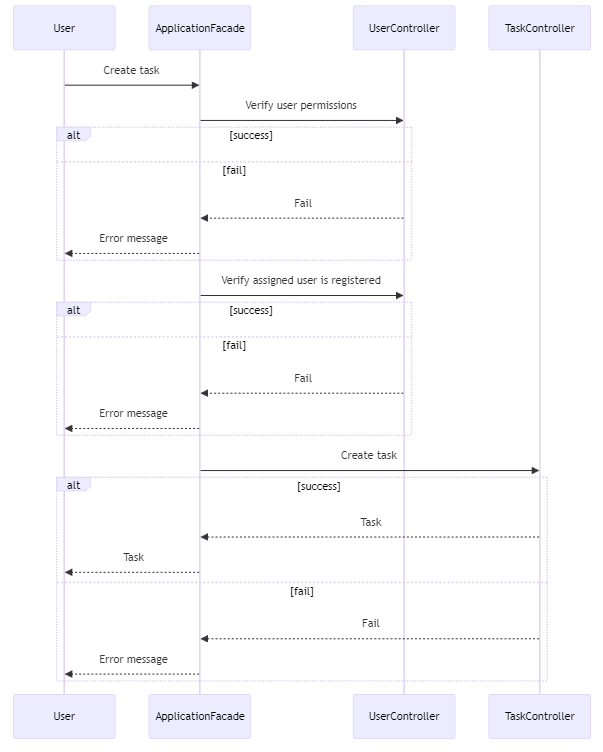 User ApplicationFacade UserController TaskController
Create task
Verify user permissions
alt [success]
[fail]
Fail
Error message
Verify assigned user is registered
alt [success]
[fail]
Fail
Error message
Create task
alt [success]
Task
Task
[fail]
Fail
Error message
User ApplicationFacade UserController TaskController